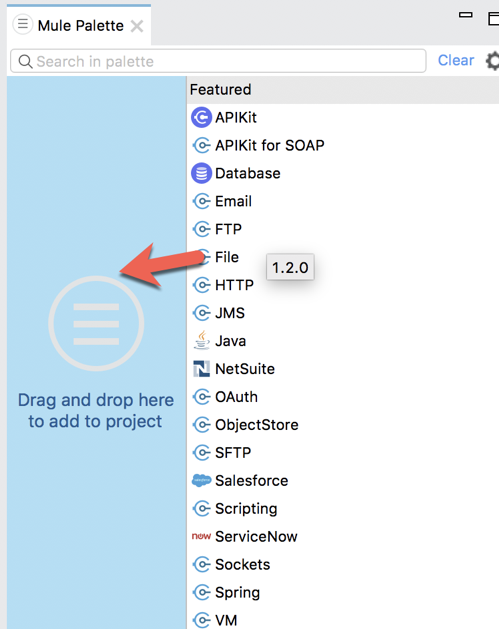 Mule Palette
Search in palette
Clear
Featured
APIKit
APIKit for SOAP
Database
Email
FTP
File
1.2.0
HTTP
JMS
Java
NetSuite
Drag and drop here
to add to project
OAuth
ObjectStore
SFTP
salesforce
Salesforce
Scripting
now
ServiceNow
Sockets
Spring
VM